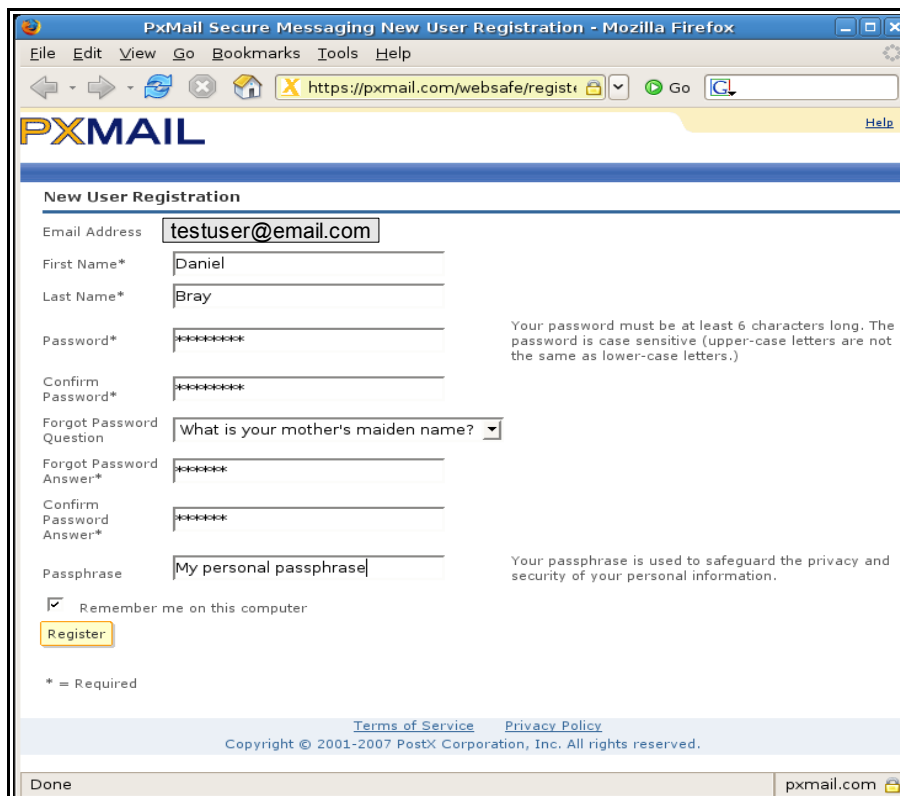 PxMail Secure Messaging New User Registration - Mozilla Firefox
File Edit View Go Bookmarks Tools Help
https://pxmail.com/websafe/registe Go G
PXMAIL
Help
New User Registration
Email Address testuser@email.com
First Name* Daniel
Last Name* Bray
Password* ********
Your password must be at least 6 characters long. The
password is case sensitive (upper-case letters are not
the same as lower-case letters.)
Confirm
Password* ********
Forgot Password
Question What is your mother's maiden name?
Forgot Password
Answer* ******
Confirm
Password
Answer* ******
Passphrase My personal passphrase
Your passphrase is used to safeguard the privacy and
security of your personal information.
Remember me on this computer
Register
* = Required
Terms of Service Privacy Policy
Copyright © 2001-2007 PostX Corporation, Inc. All rights reserved.
Done pxmail.com